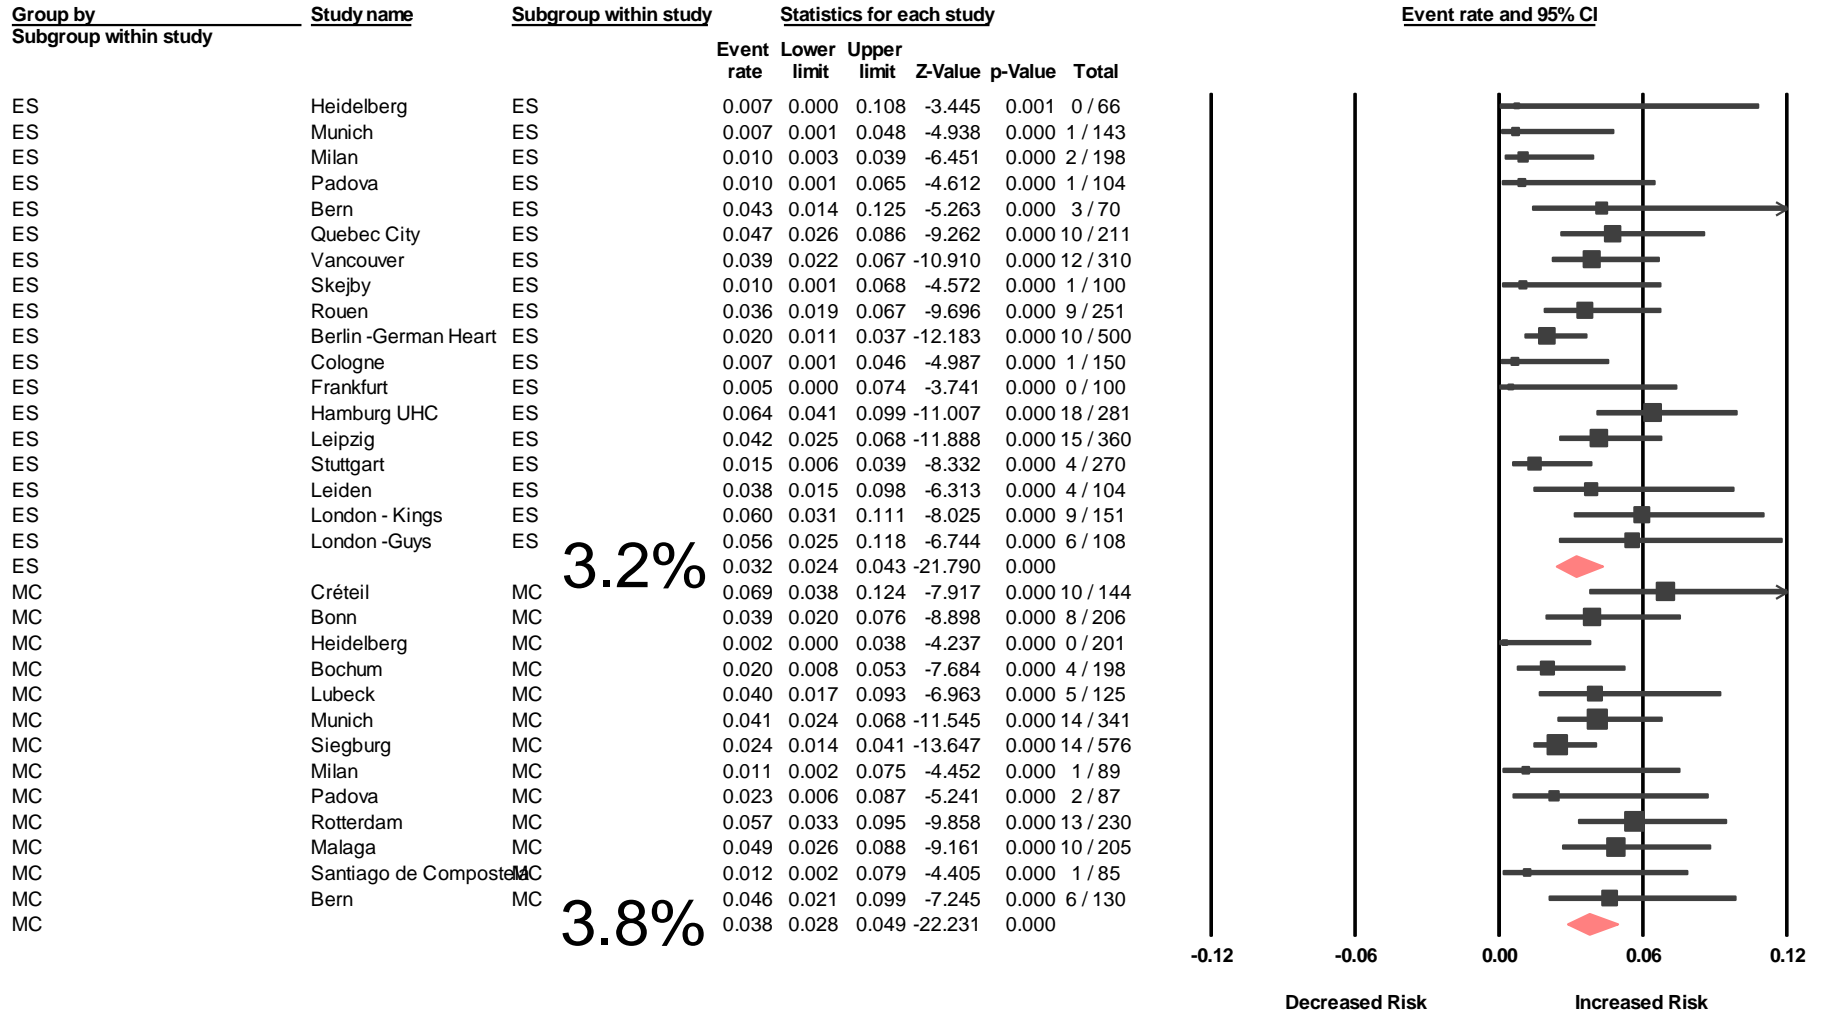 Group by Study name Subgroup within study Statistics for each study Event rate and 95% CI
Subgroup within study
Event Lower Upper
rate limit limit Z-Value p-Value Total
ES Heidelberg ES 0.007 0.000 0.108 -3.445 0.001 0 / 66
ES Munich ES 0.007 0.001 0.048 -4.938 0.000 1 / 143
ES Milan ES 0.010 0.003 0.039 -6.451 0.000 2 / 198
ES Padova ES 0.010 0.001 0.065 -4.612 0.000 1 / 104
ES Bern ES 0.043 0.014 0.125 -5.263 0.000 3 / 70
ES Quebec City ES 0.047 0.026 0.086 -9.262 0.000 10 / 211
ES Vancouver ES 0.039 0.022 0.067 -10.910 0.000 12 / 310
ES Skejby ES 0.010 0.001 0.068 -4.572 0.000 1 / 100
ES Rouen ES 0.036 0.019 0.067 -9.696 0.000 9 / 251
ES Berlin -German Heart ES 0.020 0.011 0.037 -12.183 0.000 10 / 500
ES Cologne ES 0.007 0.001 0.046 -4.987 0.000 1 / 150
ES Frankfurt ES 0.005 0.000 0.074 -3.741 0.000 0 / 100
ES Hamburg UHC ES 0.064 0.041 0.099 -11.007 0.000 18 / 281
ES Leipzig ES 0.042 0.025 0.068 -11.888 0.000 15 / 360
ES Stuttgart ES 0.015 0.006 0.039 -8.332 0.000 4 / 270
ES Leiden ES 0.038 0.015 0.098 -6.313 0.000 4 / 104
ES London - Kings ES 0.060 0.031 0.111 -8.025 0.000 9 / 151
ES London -Guys ES 0.056 0.025 0.118 -6.744 0.000 6 / 108
ES 3.2% 0.032 0.024 0.043 -21.790 0.000
MC Créteil MC 0.069 0.038 0.124 -7.917 0.000 10 / 144
MC Bonn MC 0.039 0.020 0.076 -8.898 0.000 8 / 206
MC Heidelberg MC 0.002 0.000 0.038 -4.237 0.000 0 / 201
MC Bochum MC 0.020 0.008 0.053 -7.684 0.000 4 / 198
MC Lubeck MC 0.040 0.017 0.093 -6.963 0.000 5 / 125
MC Munich MC 0.041 0.024 0.068 -11.545 0.000 14 / 341
MC Siegburg MC 0.024 0.014 0.041 -13.647 0.000 14 / 576
MC Milan MC 0.011 0.002 0.075 -4.452 0.000 1 / 89
MC Padova MC 0.023 0.006 0.087 -5.241 0.000 2 / 87
MC Rotterdam MC 0.057 0.033 0.095 -9.858 0.000 13 / 230
MC Malaga MC 0.049 0.026 0.088 -9.161 0.000 10 / 205
MC Santiago de Compostela MC 0.012 0.002 0.079 -4.405 0.000 1 / 85
MC Bern MC 0.046 0.021 0.099 -7.245 0.000 6 / 130
MC 3.8% 0.038 0.028 0.049 -22.231 0.000
-0.12 -0.06 0.00 0.06 0.12
Decreased Risk Increased Risk